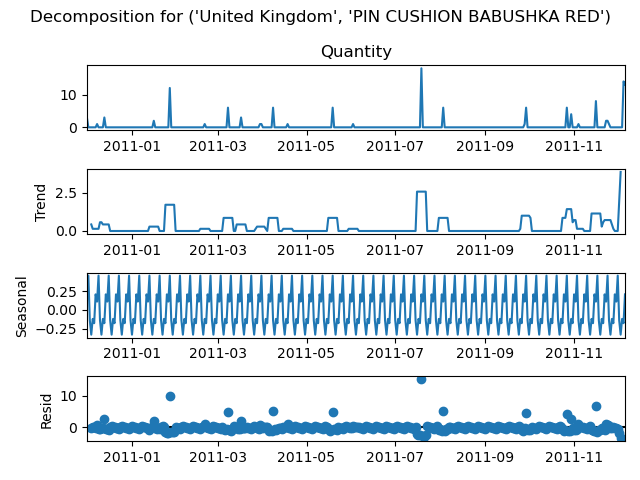 Decomposition for ('United Kingdom', 'PIN CUSHION BABUSHKA RED')
Quantity
10
0
2011-01 2011-03 2011-05 2011-07 2011-09 2011-11
Trend
2.5
0.0
2011-01 2011-03 2011-05 2011-07 2011-09 2011-11
Seasonal
0.25
0.00
−0.25
2011-01 2011-03 2011-05 2011-07 2011-09 2011-11
Resid
10
0
2011-01 2011-03 2011-05 2011-07 2011-09 2011-11